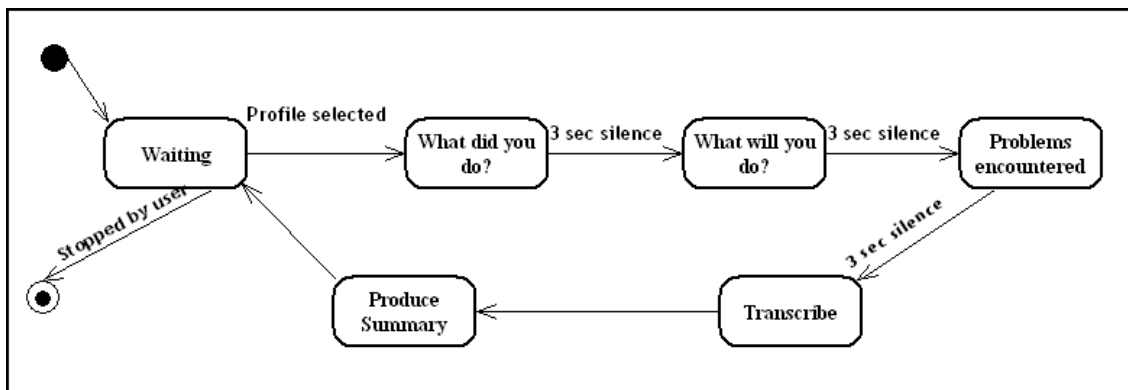 Profile selected
Waiting
What did you
do?
3 sec silence
What will you
do?
3 sec silence
Problems
encountered
Stopped by user
3 sec silence
Produce
Summary
Transcribe